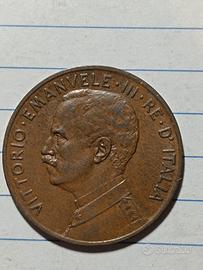 VITTORIO · EMANVELE · III · RE · D'ITALIA